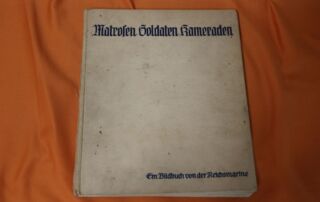 Matrosen Soldaten Kameraden
Ein Bildbuch von der Reichsmarine